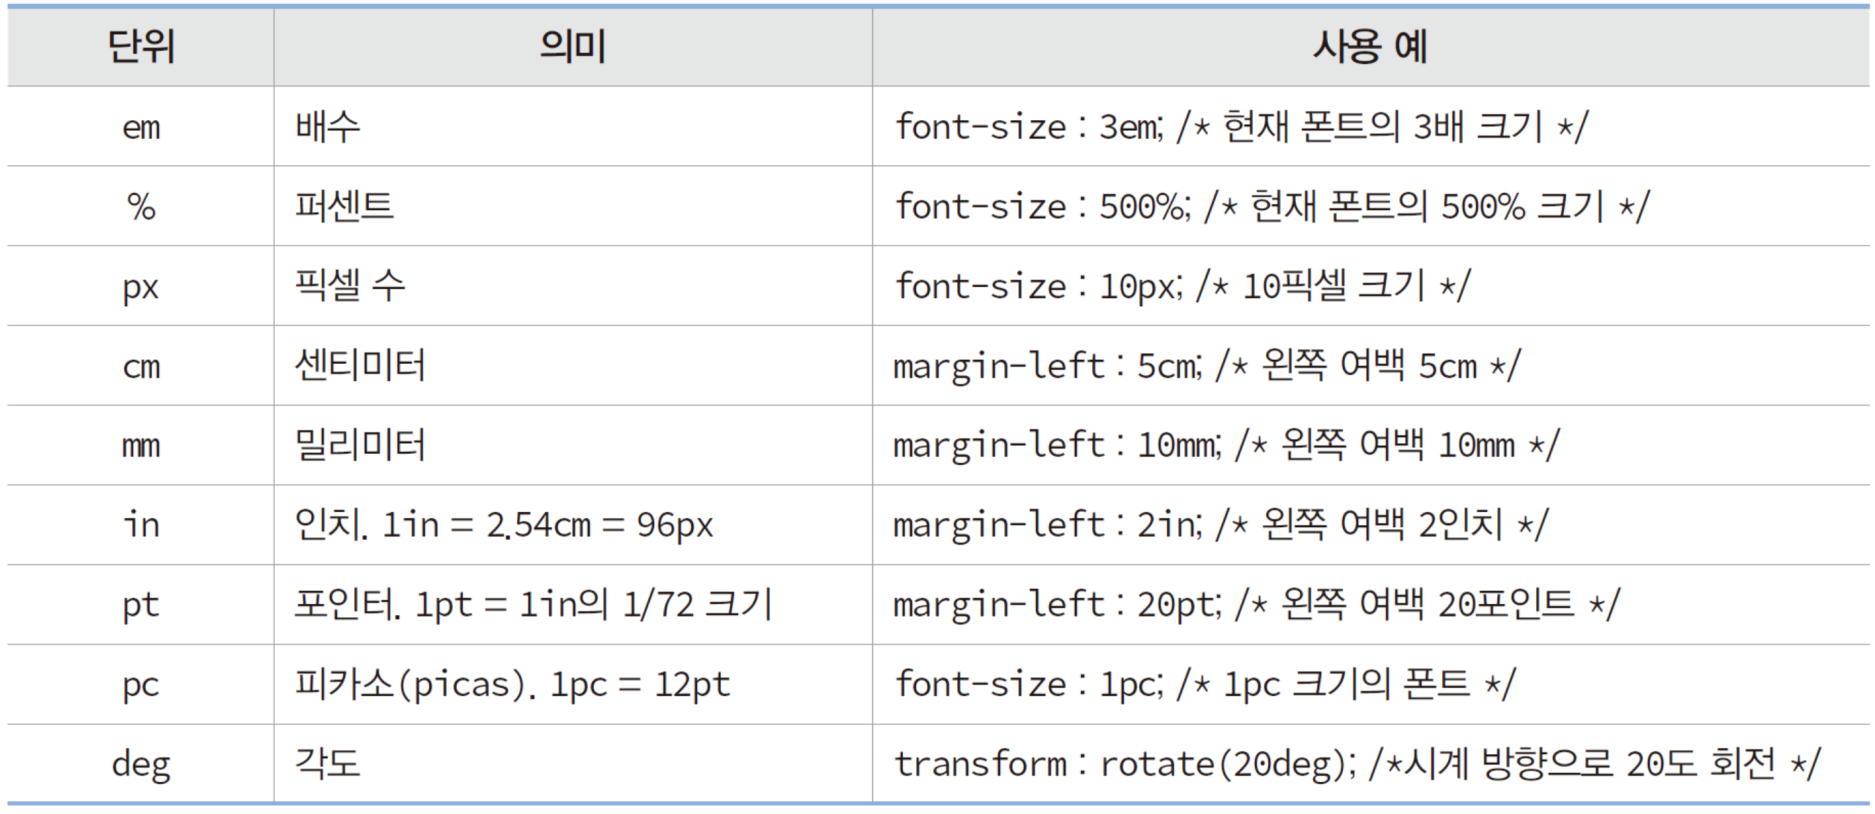 단위 의미 사용 예
em 배수 font-size : 3em; /* 현재 폰트의 3배 크기 */
% 퍼센트 font-size : 500%; /* 현재 폰트의 500% 크기 */
px 픽셀 수 font-size : 10px; /* 10픽셀 크기 */
cm 센티미터 margin-left : 5cm; /* 왼쪽 여백 5cm */
mm 밀리미터 margin-left : 10mm; /* 왼쪽 여백 10mm */
in 인치. 1in = 2.54cm = 96px margin-left : 2in; /* 왼쪽 여백 2인치 */
pt 포인터. 1pt = 1in의 1/72 크기 margin-left : 20pt; /* 왼쪽 여백 20포인트 */
pc 피카소(picas). 1pc = 12pt font-size : 1pc; /* 1pc 크기의 폰트 */
deg 각도 transform : rotate(20deg); /*시계 방향으로 20도 회전 */